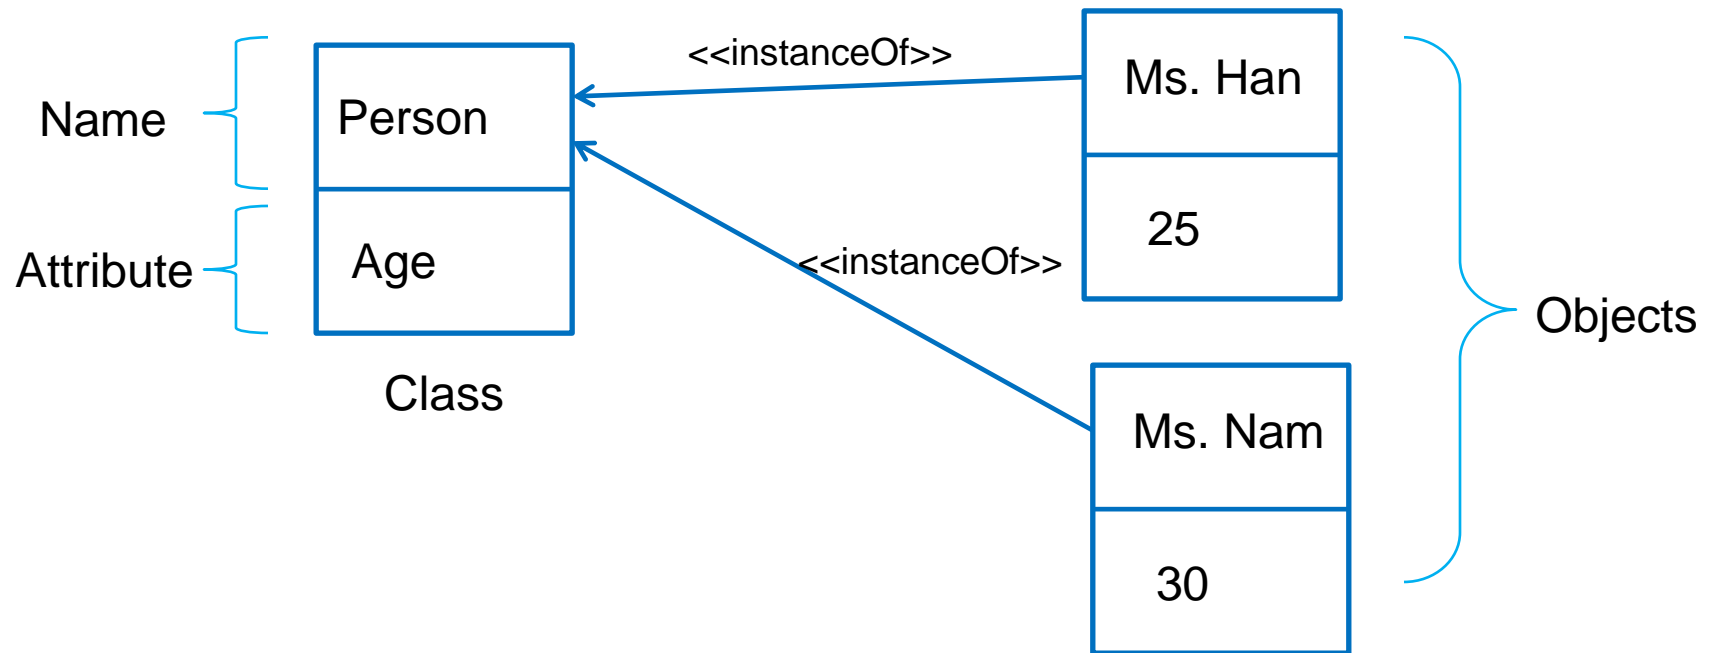 Name
Attribute
Person
Age
Class
<<instanceOf>>
<<instanceOf>>
Ms. Han
25
Ms. Nam
30
Objects